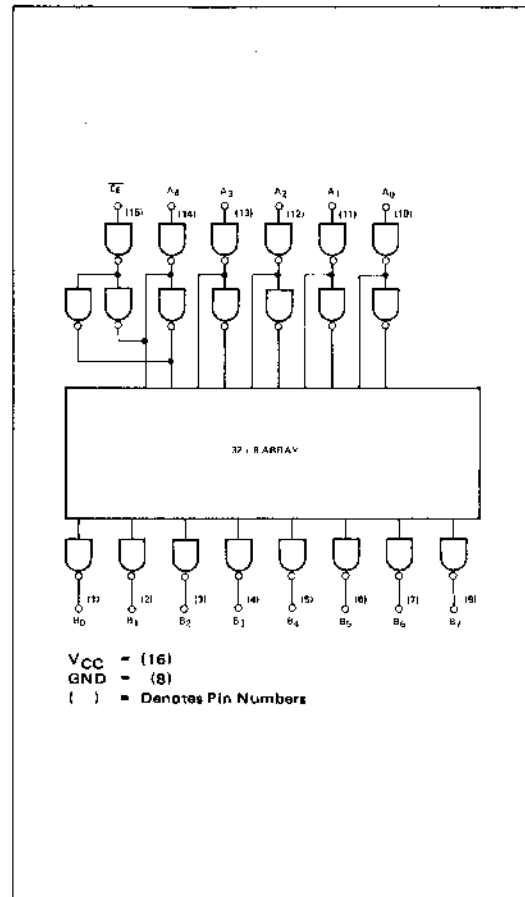 CE A4 A3 A2 A1 A0
(15) (14) (13) (12) (11) (10)
32 x 8 ARRAY
(1) (2) (3) (4) (5) (6) (7) (9)
B0 B1 B2 B3 B4 B5 B6 B7
VCC = (16)
GND = (8)
( ) = Denotes Pin Numbers